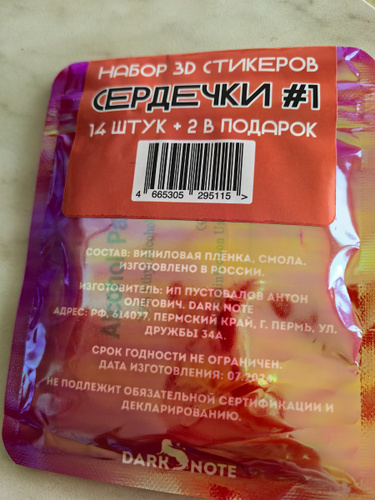 НАБОР 3D СТИКЕРОВ
СЕРДЕЧКИ #1
14 ШТУК + 2 В ПОДАРОК
4 665305 295115 >
СОСТАВ: ВИНИЛОВАЯ ПЛЁНКА, СМОЛА.
ИЗГОТОВЛЕНО В РОССИИ.
ИЗГОТОВИТЕЛЬ: ИП ПУСТОВАЛОВ АНТОН
ОЛЕГОВИЧ. DARK NOTE
АДРЕС: РФ, 614077, ПЕРМСКИЙ КРАЙ, Г. ПЕРМЬ, УЛ.
ДРУЖБЫ 34А.
СРОК ГОДНОСТИ НЕ ОГРАНИЧЕН.
ДАТА ИЗГОТОВЛЕНИЯ: 07.2024
НЕ ПОДЛЕЖИТ ОБЯЗАТЕЛЬНОЙ СЕРТИФИКАЦИИ И
ДЕКЛАРИРОВАНИЮ.
DARK NOTE